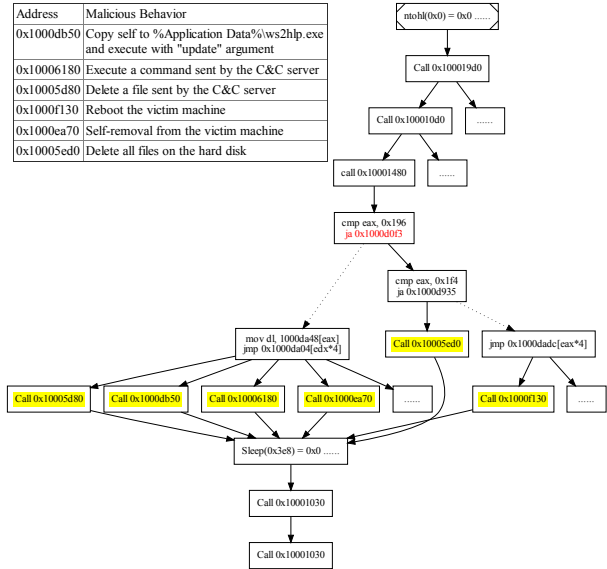 Address Malicious Behavior
0x1000db50 Copy self to %Application Data%\ws2hlp.exe
and execute with "update" argument
0x10006180 Execute a command sent by the C&C server
0x10005d80 Delete a file sent by the C&C server
0x1000f130 Reboot the victim machine
0x1000ea70 Self-removal from the victim machine
0x10005ed0 Delete all files on the hard disk
ntohl(0x0) = 0x0 ......
Call 0x100019d0
Call 0x100010d0
......
call 0x10001480
......
cmp eax, 0x196
ja 0x1000d0f3
cmp eax, 0x1f4
ja 0x1000d935
mov dl, 1000da48[eax]
jmp 0x1000da04[edx*4]
Call 0x10005ed0
jmp 0x1000dadc[eax*4]
Call 0x10005d80
Call 0x1000db50
Call 0x10006180
Call 0x1000ea70
......
Call 0x1000f130
......
Sleep(0x3e8) = 0x0 ......
Call 0x10001030
Call 0x10001030